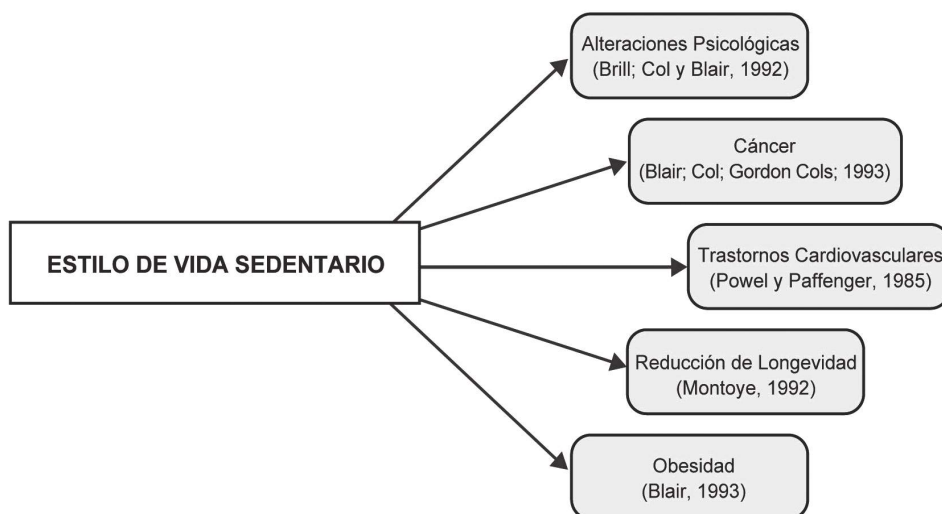 Alteraciones Psicológicas
(Brill; Col y Blair, 1992)
Cáncer
(Blair; Col; Gordon Cols; 1993)
ESTILO DE VIDA SEDENTARIO
Trastornos Cardiovasculares
(Powel y Paffenger, 1985)
Reducción de Longevidad
(Montoye, 1992)
Obesidad
(Blair, 1993)